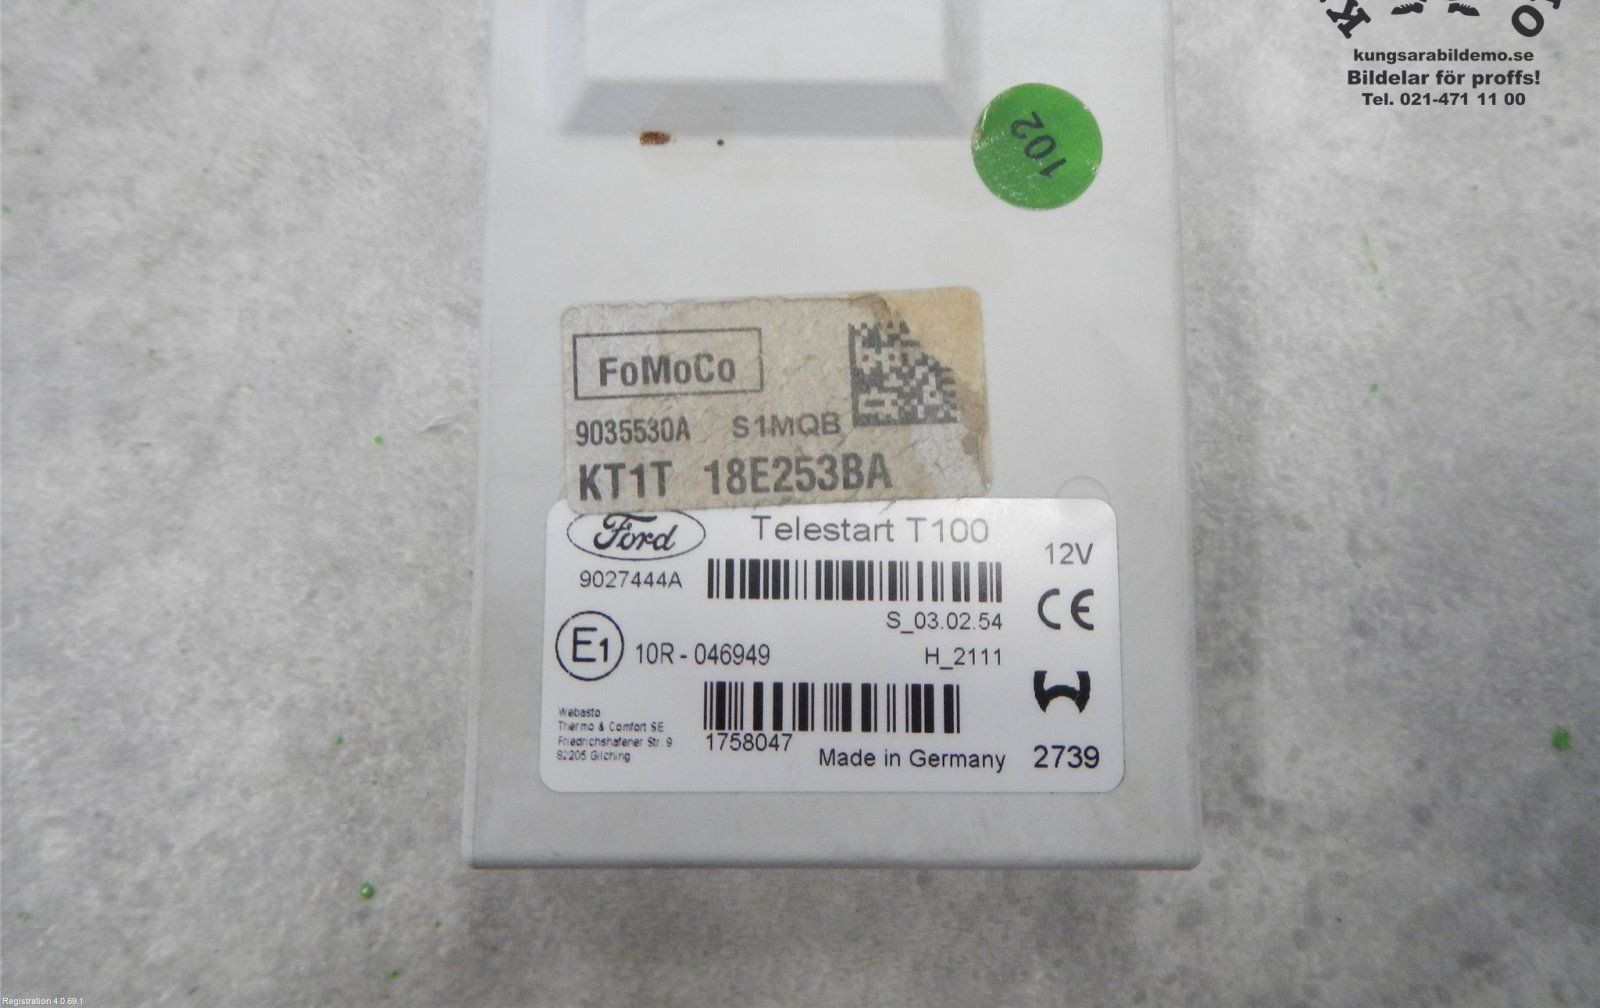 kungsarabildemo.se
Bildelar för proffs!
Tel. 021-471 11 00
102
FoMoCo
9035530A S1MQB
KT1T 18E253BA
Ford Telestart T100
12V
9027444A
CE
S_03.02.54
E1 10R - 046949 H_2111
Webasto
Thermo & Comfort SE
Friedrichshafener Str. 9
82205 Gilching
1758047
Made in Germany 2739
Registration 4.0.69.1